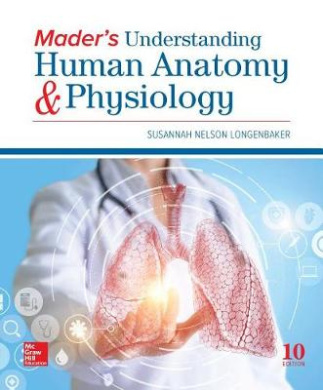 Mader's Understanding
Human Anatomy
& Physiology
SUSANNAH NELSON LONGENBAKER
Mc
Graw
Hill
Education
10
EDITION